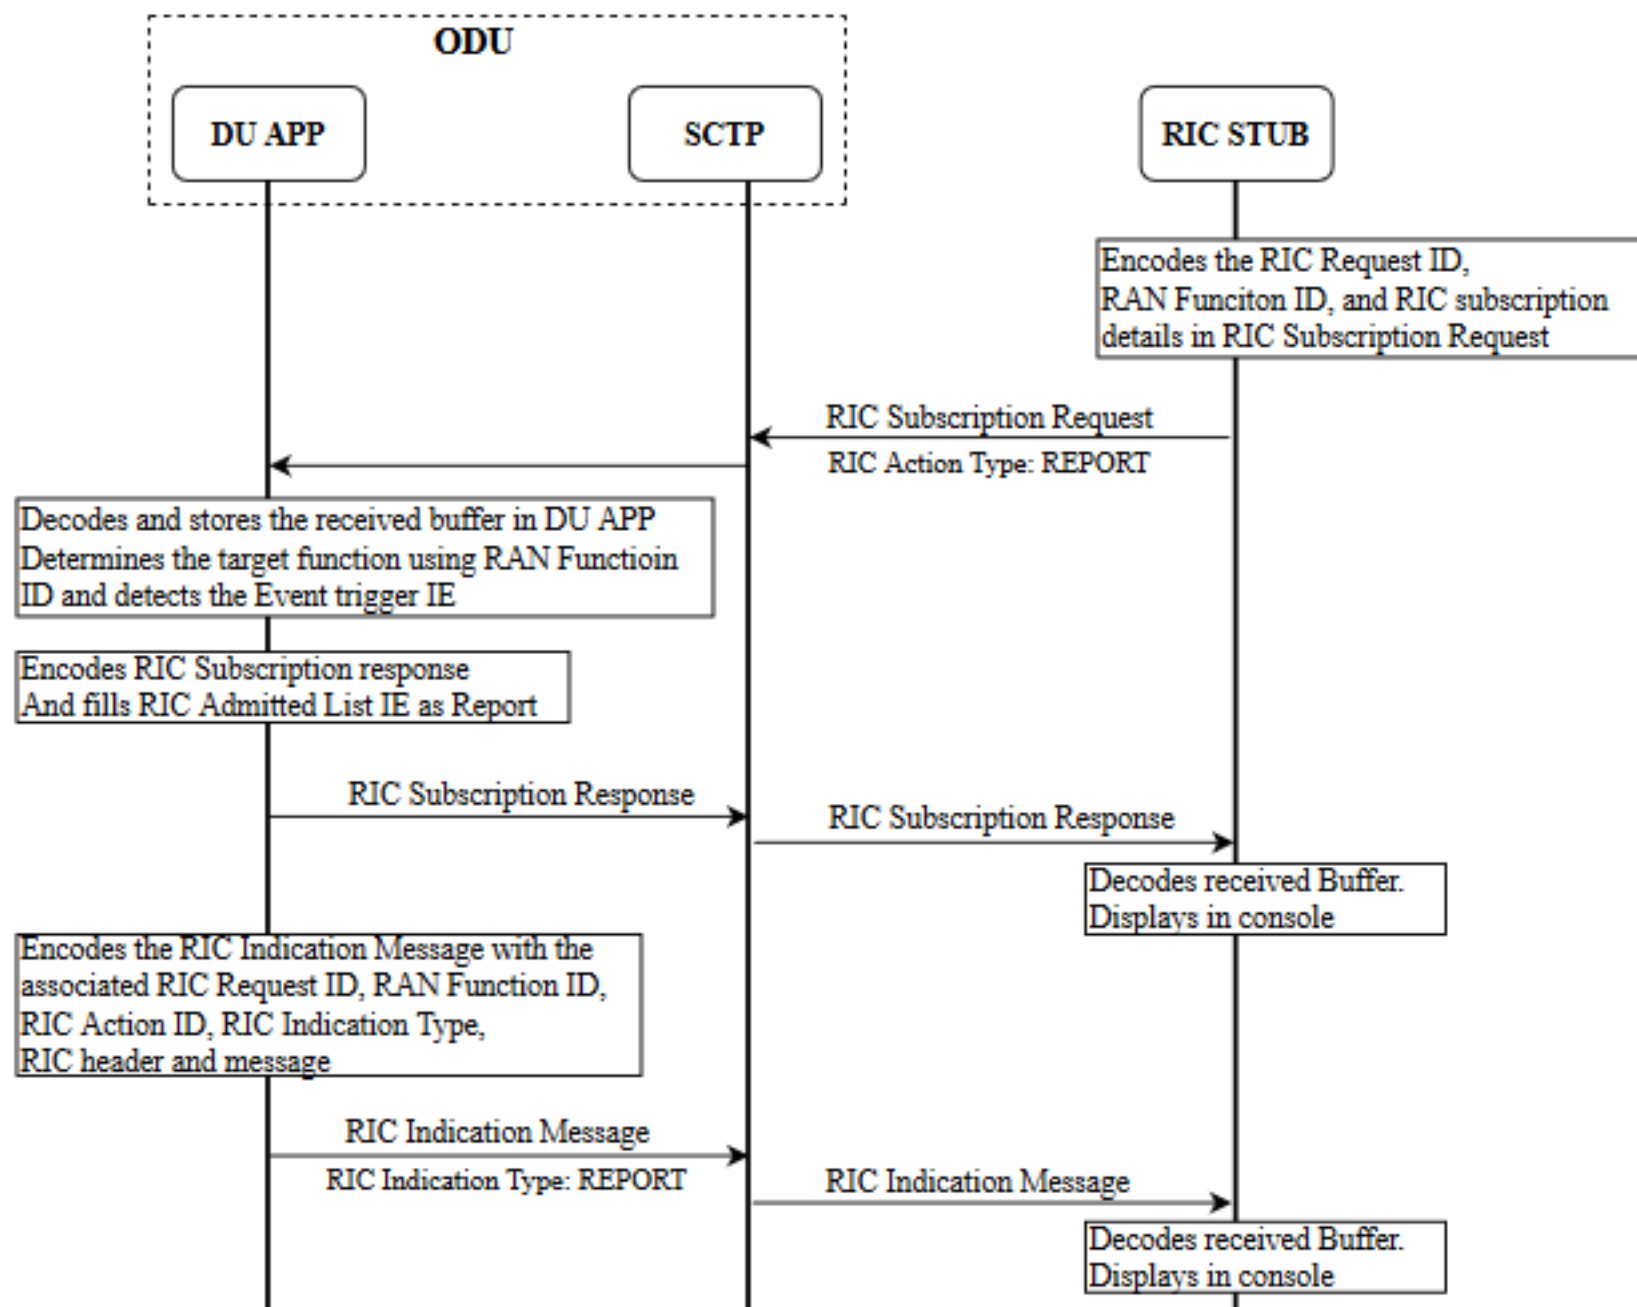 ODU
DU APP
SCTP
RIC STUB
Encodes the RIC Request ID,
RAN Funciton ID, and RIC subscription
details in RIC Subscription Request
RIC Subscription Request
RIC Action Type: REPORT
Decodes and stores the received buffer in DU APP
Determines the target function using RAN Functioin
ID and detects the Event trigger IE
Encodes RIC Subscription response
And fills RIC Admitted List IE as Report
RIC Subscription Response
RIC Subscription Response
Decodes received Buffer.
Displays in console
Encodes the RIC Indication Message with the
associated RIC Request ID, RAN Function ID,
RIC Action ID, RIC Indication Type,
RIC header and message
RIC Indication Message
RIC Indication Type: REPORT
RIC Indication Message
Decodes received Buffer.
Displays in console